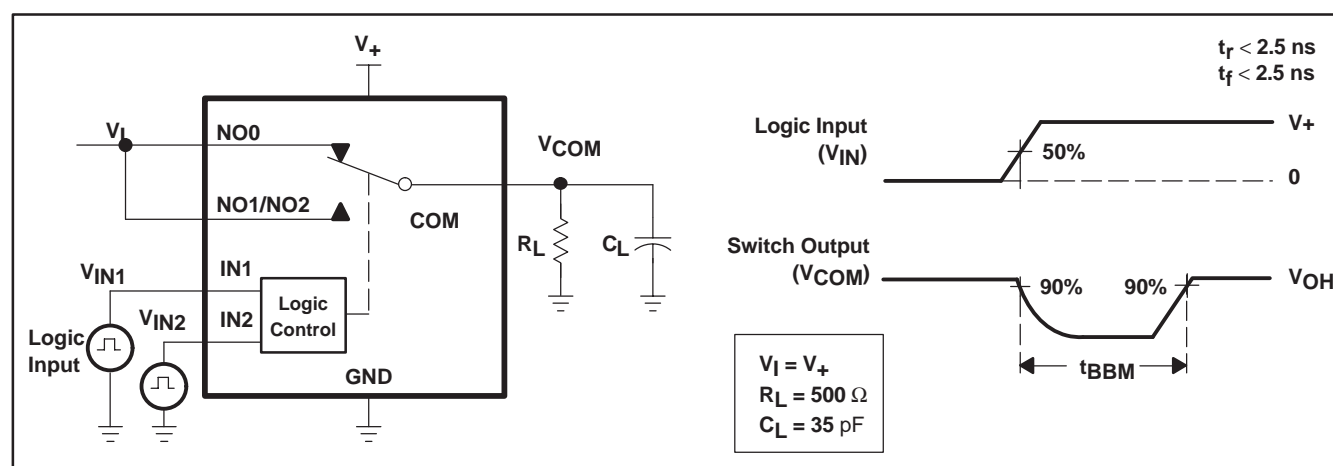 V+
VI
NO0
NO1/NO2
VCOM
COM
RL
CL
VIN1
IN1
VIN2
IN2
Logic
Control
Logic
Input
GND
tr < 2.5 ns
tf < 2.5 ns
Logic Input
(VIN)
50%
V+
0
Switch Output
(VCOM)
90%
90%
VOH
tBBM
VI = V+
RL = 500 Ω
CL = 35 pF